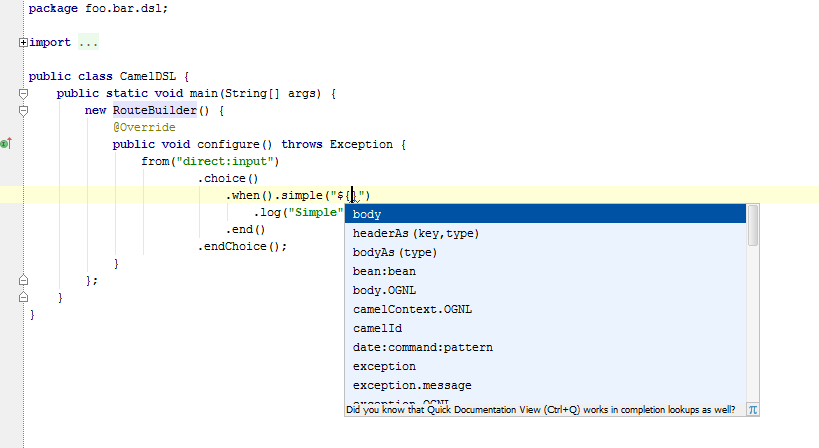 package foo.bar.dsl;
import ...
public class CamelDSL {
public static void main(String[] args) {
new RouteBuilder() {
@Override
public void configure() throws Exception {
from("direct:input")
.choice()
.when().simple("${}")
.log("Simple"
.end()
.endChoice();
}
};
}
}
body
headerAs(key,type)
bodyAs(type)
bean:bean
body.OGNL
camelContext.OGNL
camelId
date:command:pattern
exception
exception.message
exception.OGNL
Did you know that Quick Documentation View (Ctrl+Q) works in completion lookups as well? π